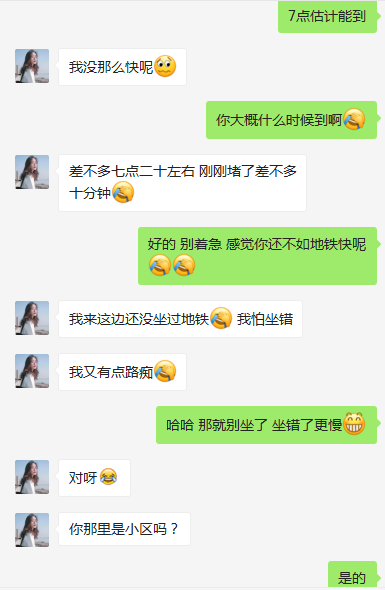 7点估计能到
我没那么快呢
你大概什么时候到啊
差不多七点二十左右 刚刚堵了差不多
十分钟
好的 别着急 感觉你还不如地铁快呢
我来这边还没坐过地铁 我怕坐错
我又有点路痴
哈哈 那就别坐了 坐错了更慢
对呀
你那里是小区吗？
是的